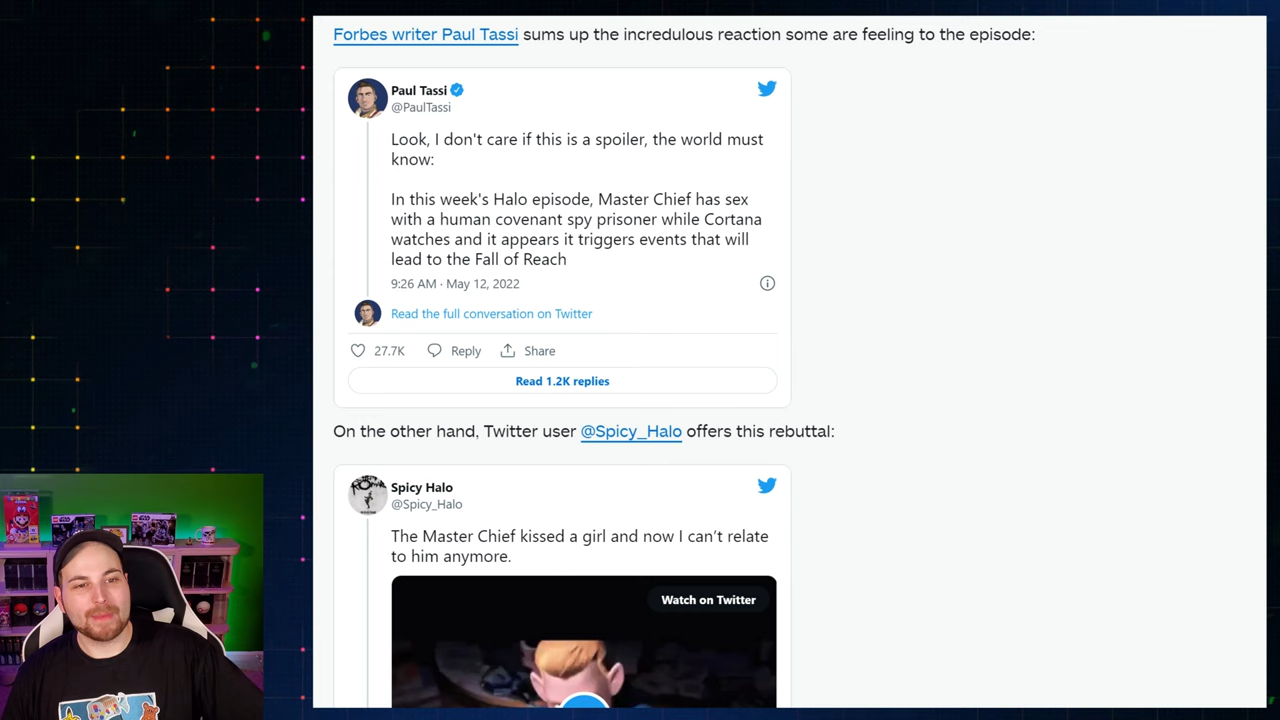 Forbes writer Paul Tassi sums up the incredulous reaction some are feeling to the episode:
Paul Tassi
@PaulTassi
Look, I don't care if this is a spoiler, the world must
know:
In this week's Halo episode, Master Chief has sex
with a human covenant spy prisoner while Cortana
watches and it appears it triggers events that will
lead to the Fall of Reach
9:26 AM · May 12, 2022
Read the full conversation on Twitter
27.7K Reply Share
Read 1.2K replies
On the other hand, Twitter user @Spicy_Halo offers this rebuttal:
Spicy Halo
@Spicy_Halo
The Master Chief kissed a girl and now I can't relate
to him anymore.
Watch on Twitter